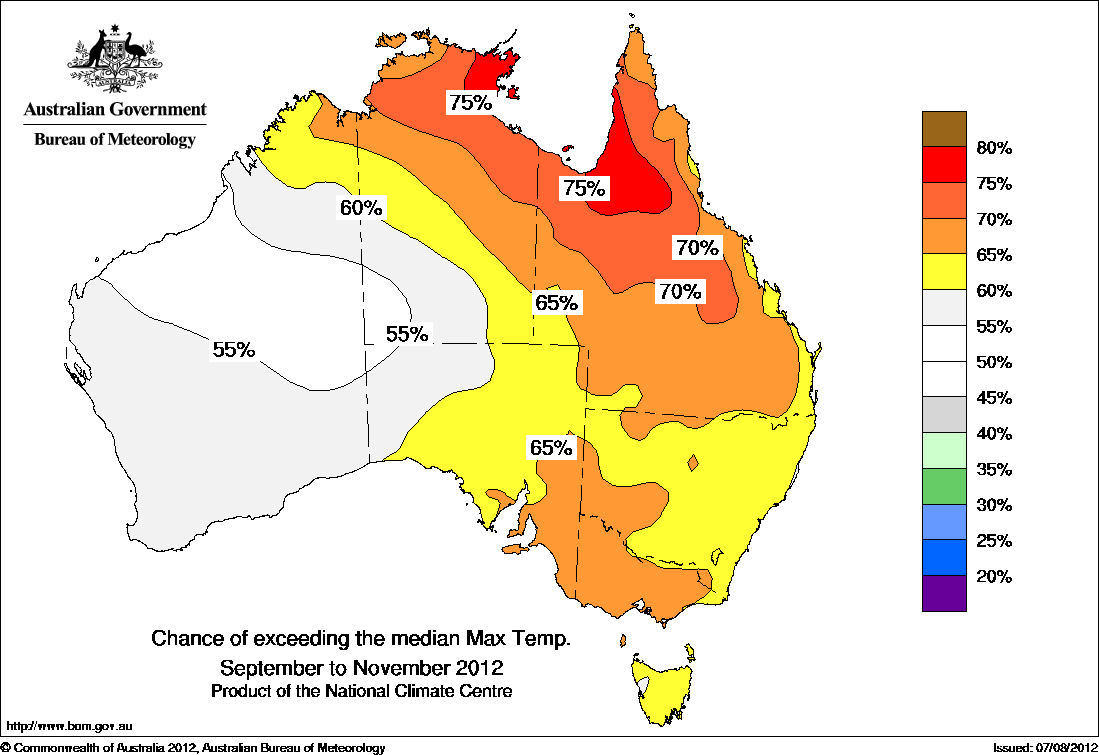 Australian Government
Bureau of Meteorology
75%
75%
60%
70%
70%
65%
55%
55%
65%
80%
75%
70%
65%
60%
55%
50%
45%
40%
35%
30%
25%
20%
Chance of exceeding the median Max Temp.
September to November 2012
Product of the National Climate Centre
http://www.bom.gov.au
© Commonwealth of Australia 2012, Australian Bureau of Meteorology
Issued: 07/08/2012